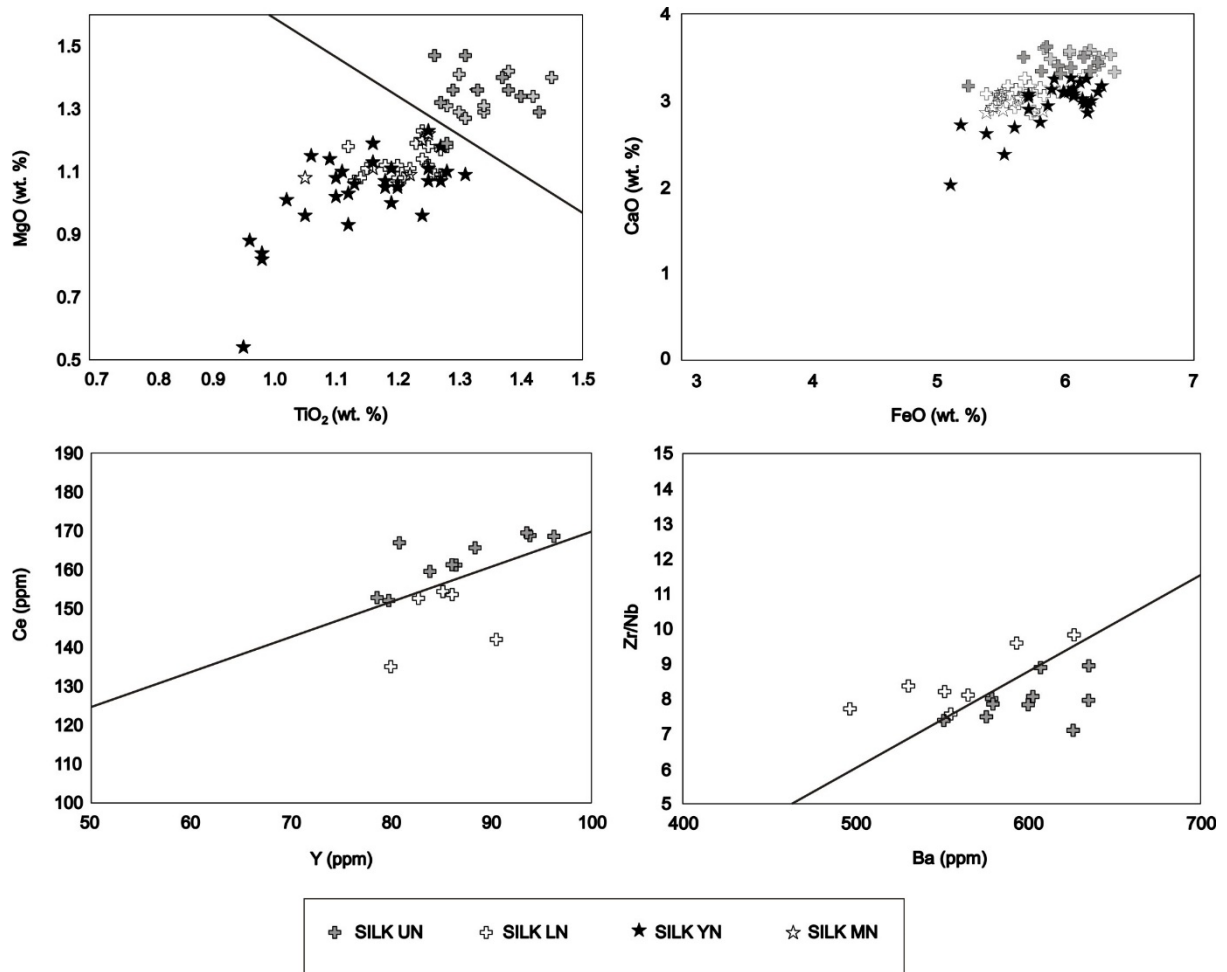 1.5
1.3
1.1
0.9
0.7
0.5
MgO (wt. %)
0.7 0.8 0.9 1.0 1.1 1.2 1.3 1.4 1.5
TiO2 (wt. %)
4
3
2
1
0
CaO (wt. %)
3 4 5 6 7
FeO (wt. %)
190
180
170
160
150
140
130
120
110
100
Ce (ppm)
50 60 70 80 90 100
Y (ppm)
15
14
13
12
11
10
9
8
7
6
5
Zr/Nb
400 500 600 700
Ba (ppm)
SILK UN SILK LN SILK YN SILK MN